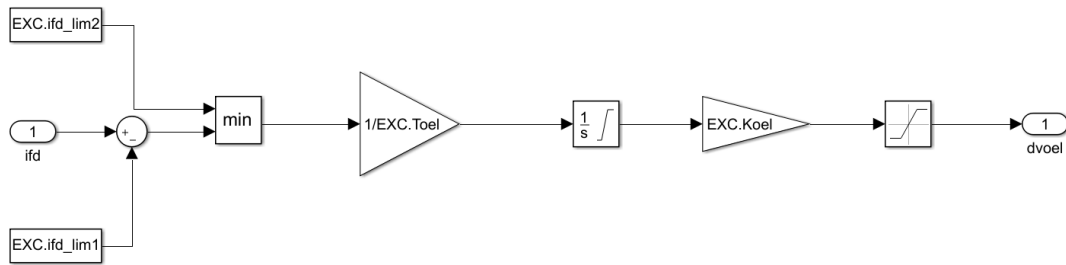 EXC.ifd_lim2
1
ifd
+
−
EXC.ifd_lim1
min
1/EXC.Toel
1
s
EXC.Koel
1
dvoel